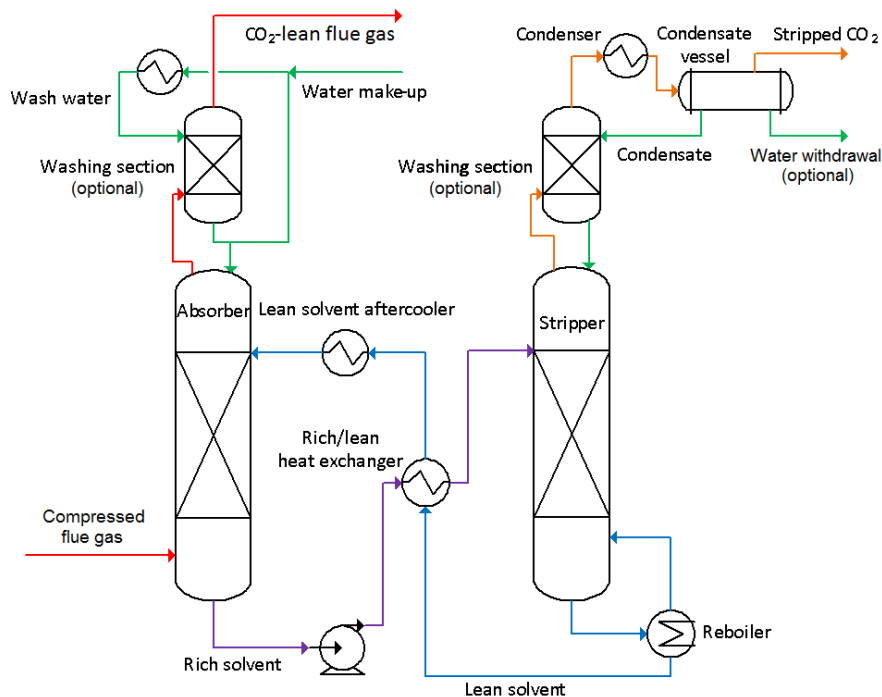 CO₂-lean flue gas
Condenser
Condensate
vessel
Stripped CO₂
Wash water
Water make-up
Washing section
(optional)
Washing section
(optional)
Condensate
Water withdrawal
(optional)
Absorber
Lean solvent aftercooler
Stripper
Rich/lean
heat exchanger
Compressed
flue gas
Rich solvent
Lean solvent
Reboiler